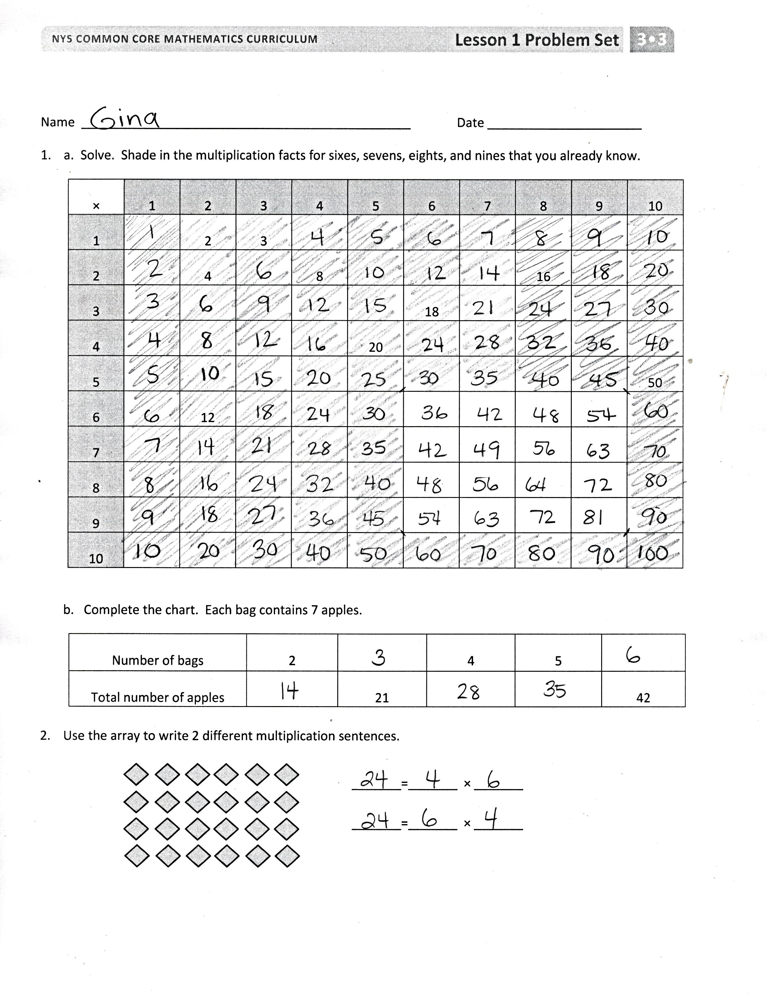 NYS COMMON CORE MATHEMATICS CURRICULUM Lesson 1 Problem Set 3•3
Name Gina Date
1. a. Solve. Shade in the multiplication facts for sixes, sevens, eights, and nines that you already know.
× 1 2 3 4 5 6 7 8 9 10
1 1 2 3 4 5 6 7 8 9 10
2 2 4 6 8 10 12 14 16 18 20
3 3 6 9 12 15 18 21 24 27 30
4 4 8 12 16 20 24 28 32 36 40
5 5 10 15 20 25 30 35 40 45 50
6 6 12 18 24 30 36 42 48 54 60
7 7 14 21 28 35 42 49 56 63 70
8 8 16 24 32 40 48 56 64 72 80
9 9 18 27 36 45 54 63 72 81 90
10 10 20 30 40 50 60 70 80 90 100
b. Complete the chart. Each bag contains 7 apples.
Number of bags 2 3 4 5 6
Total number of apples 14 21 28 35 42
2. Use the array to write 2 different multiplication sentences.
24 = 4 × 6
24 = 6 × 4